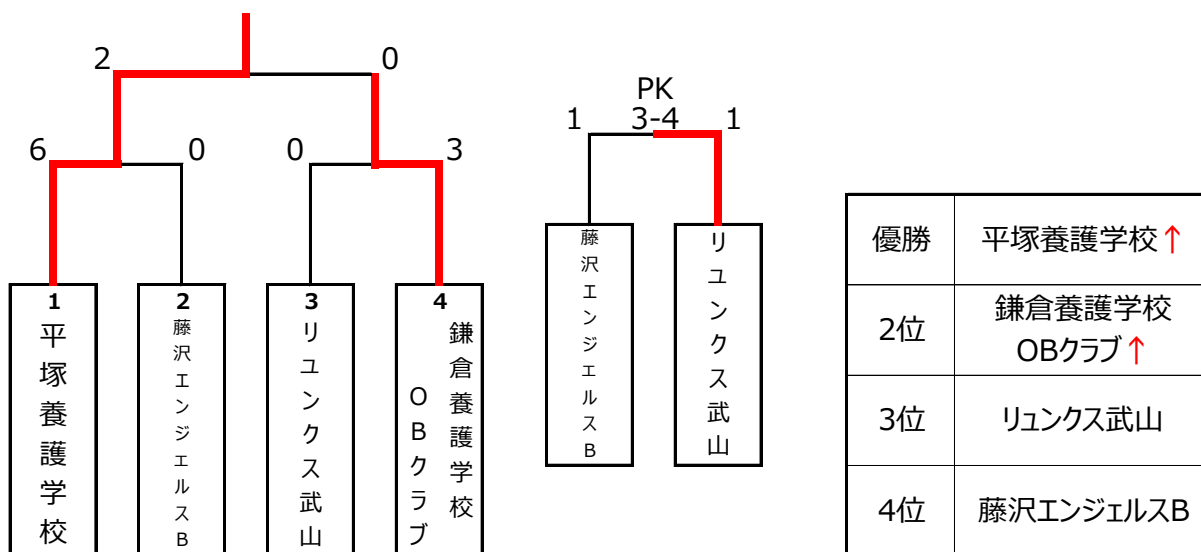 2
0
PK
1
3-4
1
6
0
0
3
1
平塚養護学校
2
藤沢エンジェルスB
3
リュンクス武山
4
鎌倉養護学校
OBクラブ
藤沢エンジェルスB
リュンクス武山
優勝
平塚養護学校↑
2位
鎌倉養護学校
OBクラブ↑
3位
リュンクス武山
4位
藤沢エンジェルスB